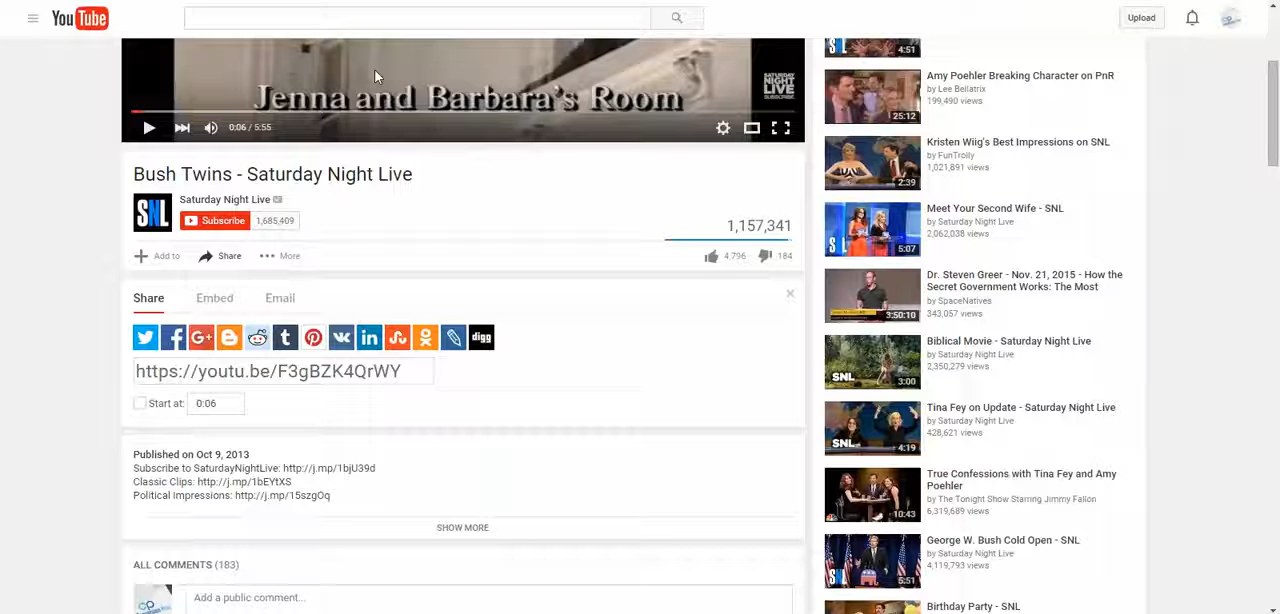 YouTube
Upload
Jenna and Barbara's Room
SATURDAY
NIGHT
LIVE
SUBSCRIBE
0:06 / 5:55
Bush Twins - Saturday Night Live
SNL
Saturday Night Live
Subscribe 1,685,409
1,157,341
Add to Share More
4,796 184
Share Embed Email
digg
https://youtu.be/F3gBZK4QrWY
Start at: 0:06
Published on Oct 9, 2013
Subscribe to SaturdayNightLive: http://j.mp/1bjU39d
Classic Clips: http://j.mp/1bEYtXS
Political Impressions: http://j.mp/15szgOq
SHOW MORE
ALL COMMENTS (183)
Add a public comment...
SNL
4:51
Amy Poehler Breaking Character on PnR
by Lee Bellatrix
199,490 views
25:12
Kristen Wiig's Best Impressions on SNL
by FunTrolly
1,021,891 views
2:39
Meet Your Second Wife - SNL
by Saturday Night Live
2,062,038 views
5:07
Dr. Steven Greer - Nov. 21, 2015 - How the
Secret Government Works: The Most
by SpaceNatives
343,057 views
3:50:10
Biblical Movie - Saturday Night Live
by Saturday Night Live
2,350,279 views
SNL
3:00
Tina Fey on Update - Saturday Night Live
by Saturday Night Live
428,621 views
SNL
4:19
True Confessions with Tina Fey and Amy
Poehler
by The Tonight Show Starring Jimmy Fallon
6,319,689 views
10:43
George W. Bush Cold Open - SNL
by Saturday Night Live
4,119,793 views
SNL
5:51
Birthday Party - SNL